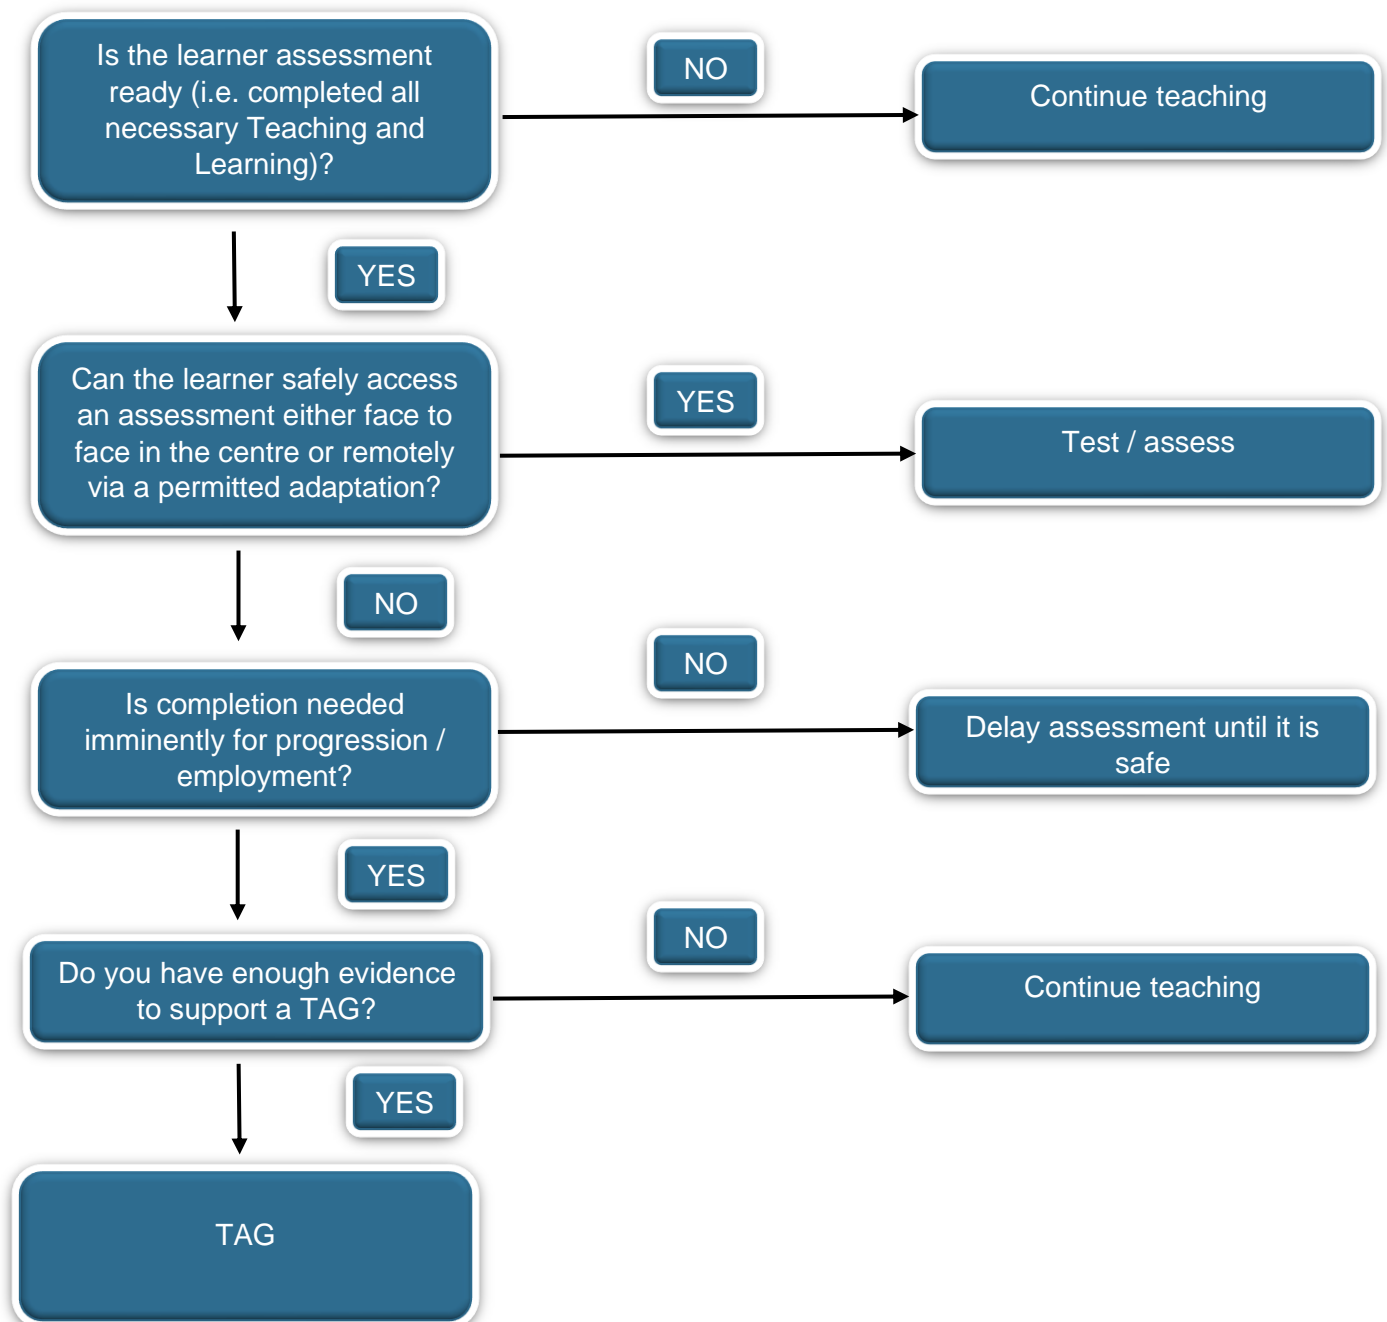 Is the learner assessment
ready (i.e. completed all
necessary Teaching and
Learning)?
NO
Continue teaching
YES
Can the learner safely access
an assessment either face to
face in the centre or remotely
via a permitted adaptation?
YES
Test / assess
NO
Is completion needed
imminently for progression /
employment?
NO
Delay assessment until it is
safe
YES
Do you have enough evidence
to support a TAG?
NO
Continue teaching
YES
TAG